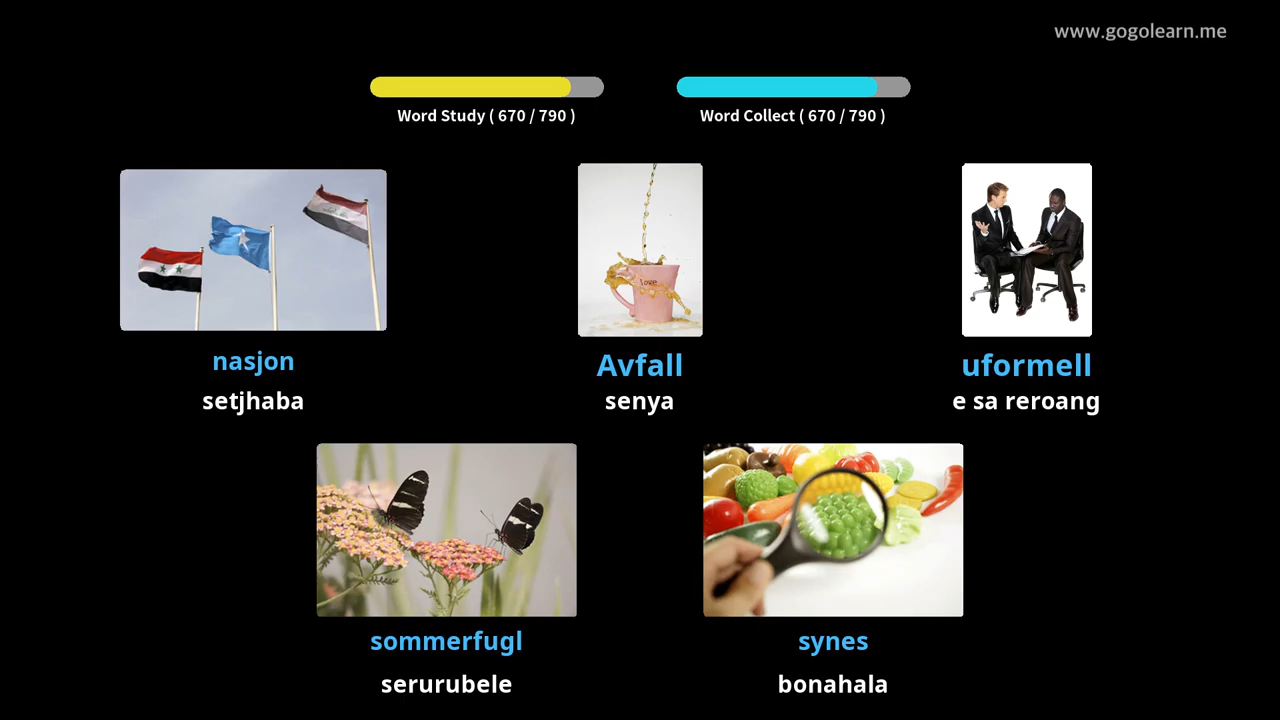 www.gogolearn.me
Word Study ( 670 / 790 )
Word Collect ( 670 / 790 )
love
nasjon
setjhaba
Avfall
senya
uformell
e sa reroang
sommerfugl
serurubele
synes
bonahala